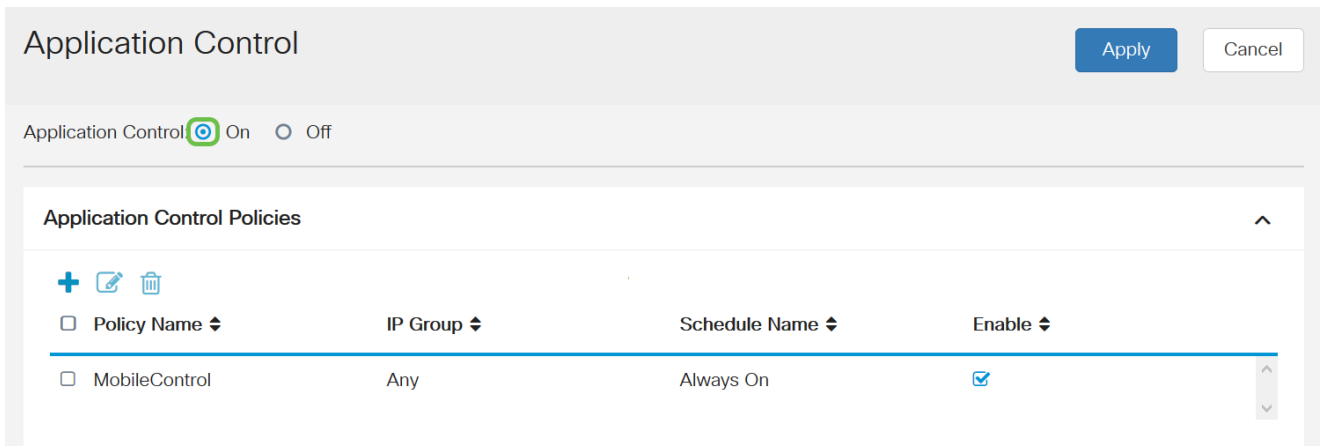 Application Control
Apply
Cancel
Application Control: On Off
Application Control Policies
Policy Name IP Group Schedule Name Enable
MobileControl Any Always On